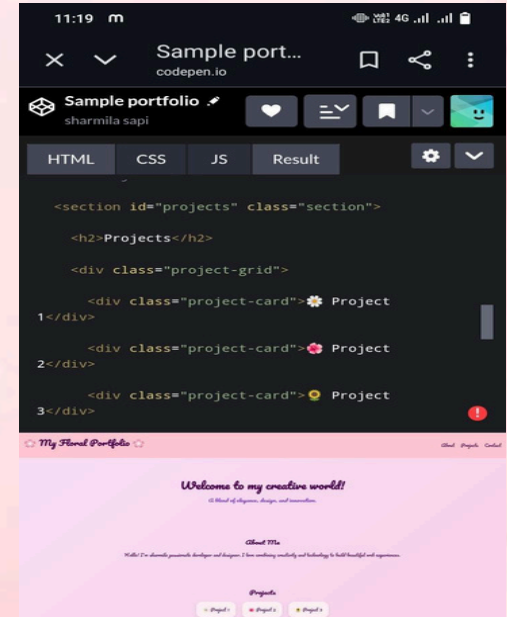 11:19 m
4G
Sample port...
codepen.io
Sample portfolio
sharmila sapi
HTML CSS JS Result
<section id="projects" class="section">
<h2>Projects</h2>
<div class="project-grid">
<div class="project-card">🌼 Project
1</div>
<div class="project-card">🌺 Project
2</div>
<div class="project-card">🌻 Project
3</div>
🌸 My Floral Portfolio 🌸
About Projects Contact
Welcome to my creative world!
A blend of elegance, design, and innovation.
About Me
Projects
🌼 Project 1 🌺 Project 2 🌻 Project 3